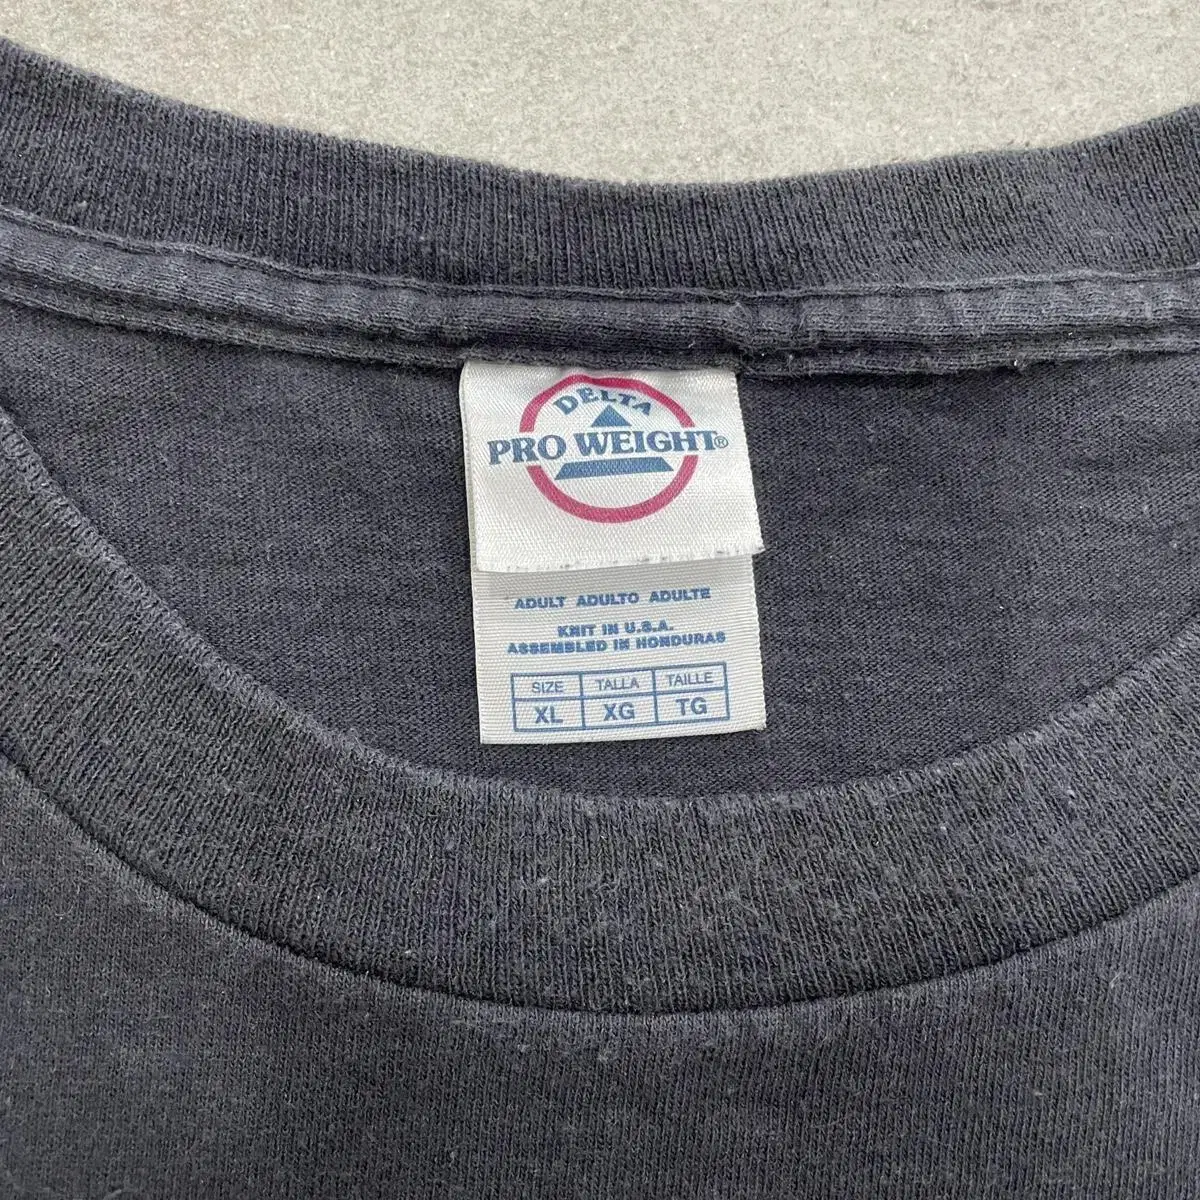 DELTA
PRO WEIGHT®
ADULT ADULTO ADULTE
KNIT IN U.S.A.
ASSEMBLED IN HONDURAS
SIZE TALLA TAILLE
XL XG TG